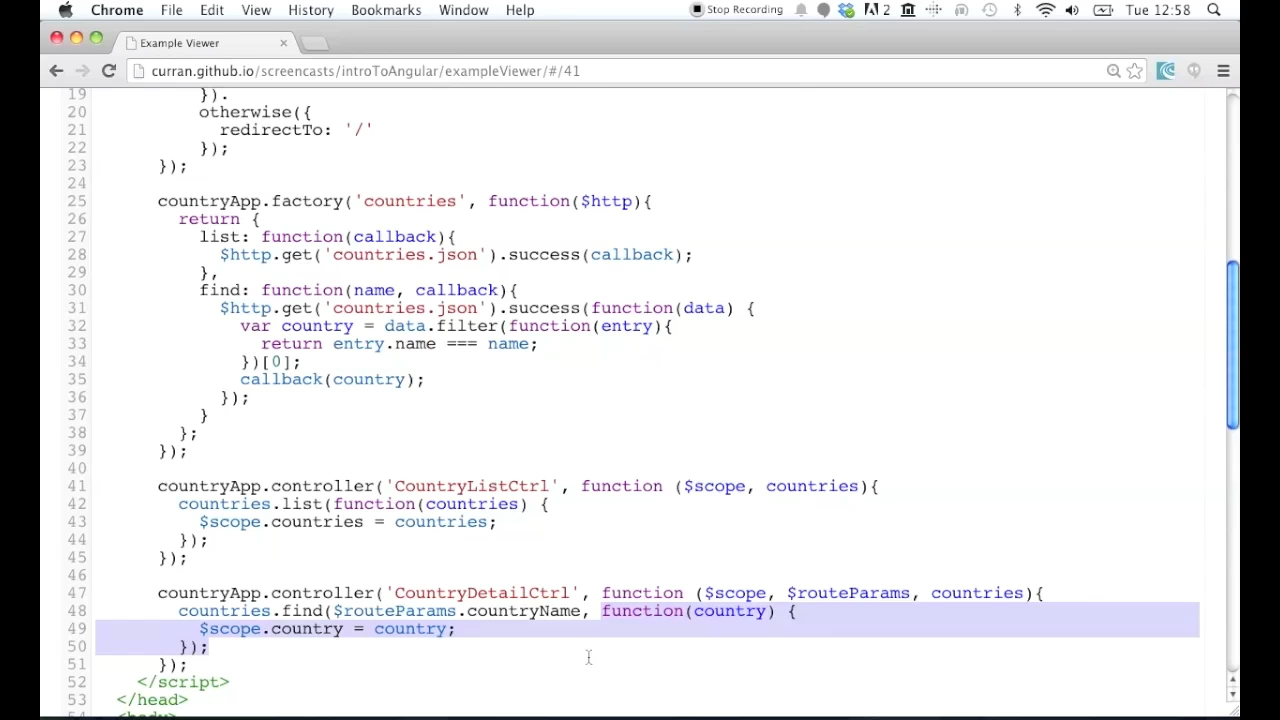 Chrome File Edit View History Bookmarks Window Help Stop Recording 2 Tue 12:58
Example Viewer
curran.github.io/screencasts/introToAngular/exampleViewer/#/41
19 }).
20 otherwise({
21 redirectTo: '/'
22 });
23 });
24
25 countryApp.factory('countries', function($http){
26 return {
27 list: function(callback){
28 $http.get('countries.json').success(callback);
29 },
30 find: function(name, callback){
31 $http.get('countries.json').success(function(data) {
32 var country = data.filter(function(entry){
33 return entry.name === name;
34 })[0];
35 callback(country);
36 });
37 }
38 };
39 });
40
41 countryApp.controller('CountryListCtrl', function ($scope, countries){
42 countries.list(function(countries) {
43 $scope.countries = countries;
44 });
45 });
46
47 countryApp.controller('CountryDetailCtrl', function ($scope, $routeParams, countries){
48 countries.find($routeParams.countryName, function(country) {
49 $scope.country = country;
50 });
51 });
52 </script>
53 </head>
54 <body>